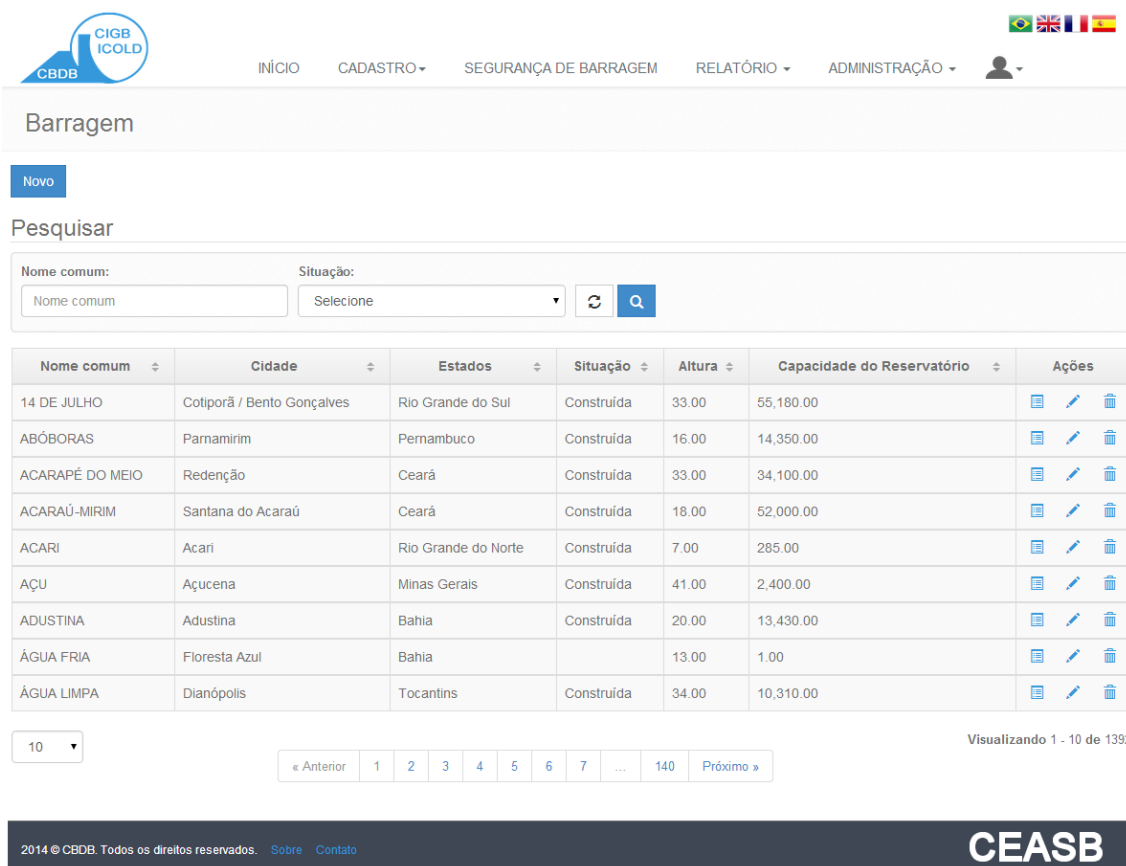 CIGB
ICOLD
CBDB
INÍCIO CADASTRO SEGURANÇA DE BARRAGEM RELATÓRIO ADMINISTRAÇÃO
Barragem
Novo
Pesquisar
Nome comum: Situação:
Nome comum Selecione
Nome comum Cidade Estados Situação Altura Capacidade do Reservatório Ações
14 DE JULHO Cotiporã / Bento Gonçalves Rio Grande do Sul Construída 33.00 55,180.00
ABÓBORAS Parnamirim Pernambuco Construída 16.00 14,350.00
ACARAPÉ DO MEIO Redenção Ceará Construída 33.00 34,100.00
ACARAÚ-MIRIM Santana do Acaraú Ceará Construída 18.00 52,000.00
ACARI Acari Rio Grande do Norte Construída 7.00 285.00
AÇU Açucena Minas Gerais Construída 41.00 2,400.00
ADUSTINA Adustina Bahia Construída 20.00 13,430.00
ÁGUA FRIA Floresta Azul Bahia 13.00 1.00
ÁGUA LIMPA Dianópolis Tocantins Construída 34.00 10,310.00
10 Visualizando 1 - 10 de 1392
« Anterior 1 2 3 4 5 6 7 ... 140 Próximo »
2014 © CBDB. Todos os direitos reservados. Sobre Contato CEASB